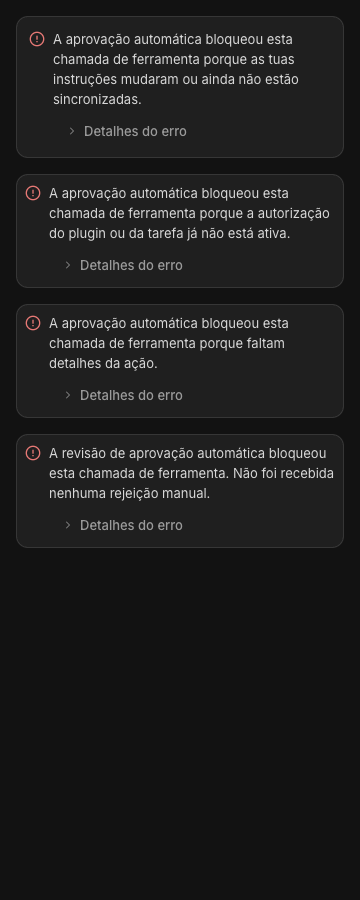 A aprovação automática bloqueou esta
chamada de ferramenta porque as tuas
instruções mudaram ou ainda não estão
sincronizadas.
Detalhes do erro
A aprovação automática bloqueou esta
chamada de ferramenta porque a autorização
do plugin ou da tarefa já não está ativa.
Detalhes do erro
A aprovação automática bloqueou esta
chamada de ferramenta porque faltam
detalhes da ação.
Detalhes do erro
A revisão de aprovação automática bloqueou
esta chamada de ferramenta. Não foi recebida
nenhuma rejeição manual.
Detalhes do erro